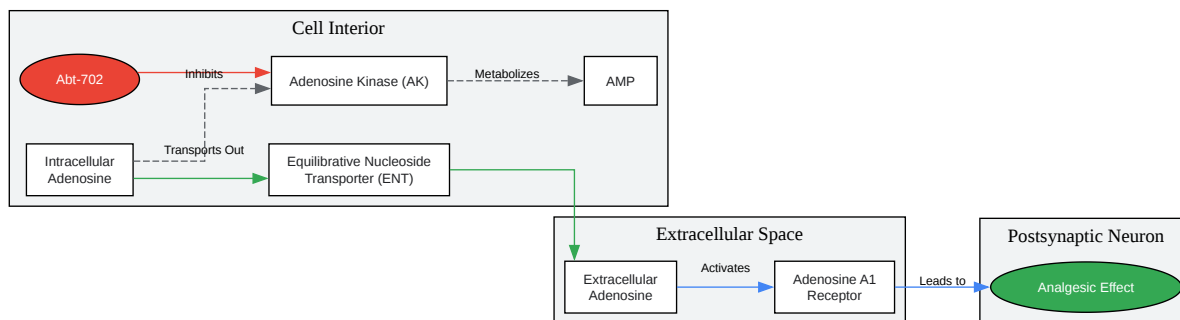 Cell Interior
Abt-702
Inhibits
Adenosine Kinase (AK)
Metabolizes
AMP
Intracellular
Adenosine
Transports Out
Equilibrative Nucleoside
Transporter (ENT)
Extracellular Space
Extracellular
Adenosine
Activates
Adenosine A1
Receptor
Leads to
Postsynaptic Neuron
Analgesic Effect